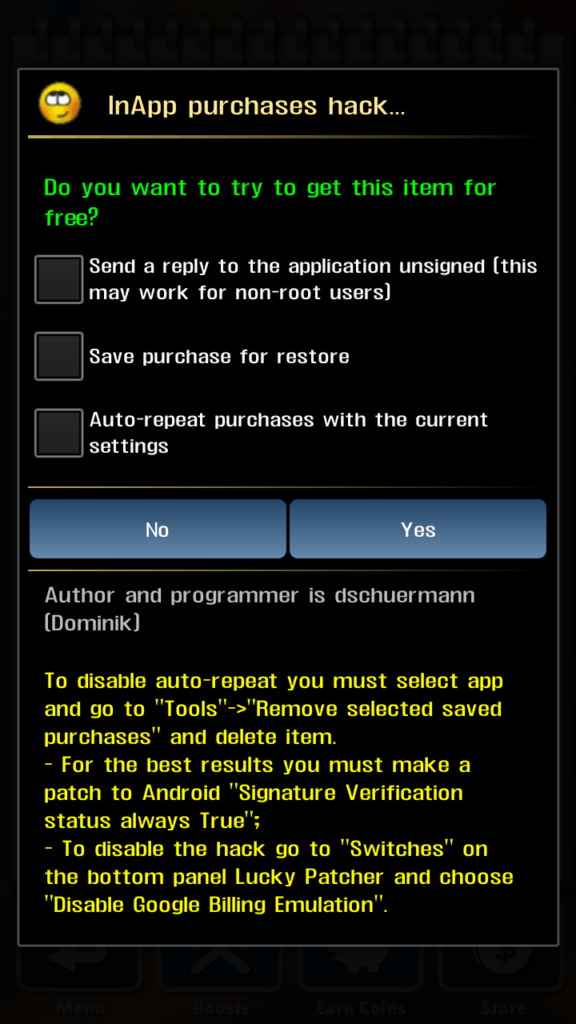 InApp purchases hack...
Do you want to try to get this item for
free?
Send a reply to the application unsigned (this
may work for non-root users)
Save purchase for restore
Auto-repeat purchases with the current
settings
No
Yes
Author and programmer is dschuermann
(Dominik)
To disable auto-repeat you must select app
and go to "Tools"->"Remove selected saved
purchases" and delete item.
- For the best results you must make a
patch to Android "Signature Verification
status always True";
- To disable the hack go to "Switches" on
the bottom panel Lucky Patcher and choose
"Disable Google Billing Emulation".
Menu
Boosts
Earn Coins
Store